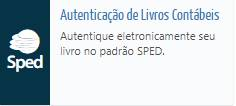 Autenticação de Livros Contábeis
Autentique eletronicamente seu
livro no padrão SPED.
Sped